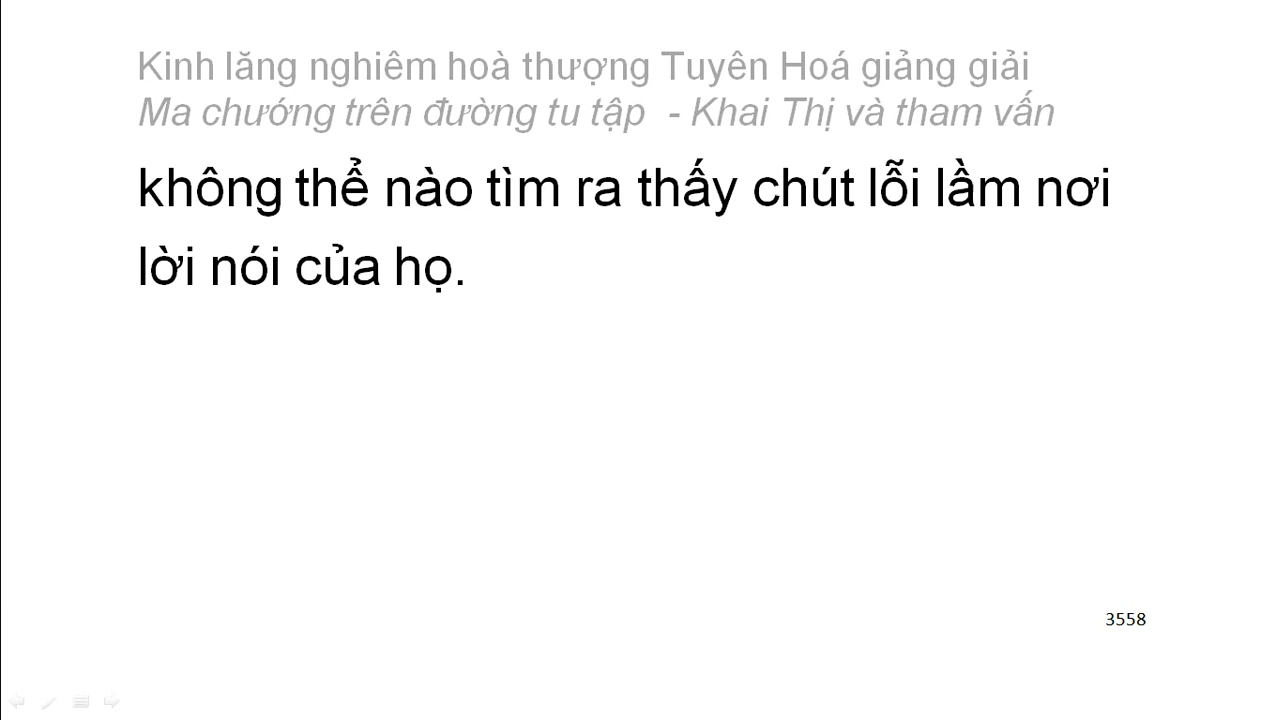 Kinh lăng nghiêm hoà thượng Tuyên Hoá giảng giải
Ma chướng trên đường tu tập - Khai Thị và tham vấn
không thể nào tìm ra thấy chút lỗi lầm nơi
lời nói của họ.
3558